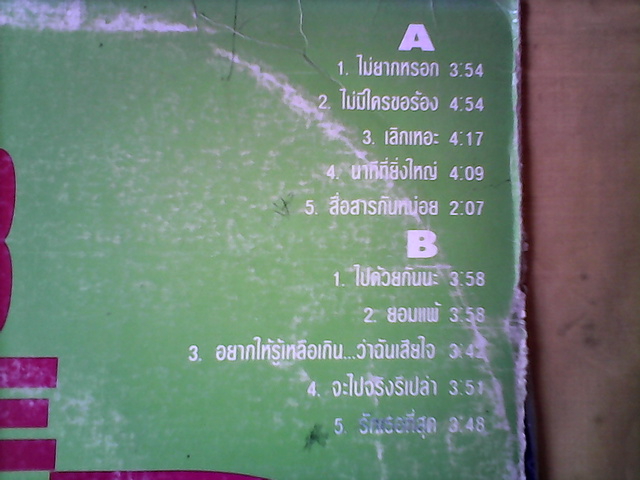 A
1. ไม่ยากหรอก 3:54
2. ไม่มีใครขอร้อง 4:54
3. เลิกเหอะ 4:17
4. นาทีที่ยิ่งใหญ่ 4:09
5. สื่อสารกันหน่อย 2:07
B
1. ไปด้วยกันนะ 3:58
2. ยอมแพ้ 3:58
3. อยากให้รู้เหลือเกิน...ว่าฉันเสียใจ 3:42
4. จะไปจริงรึเปล่า 3:51
5. รักเธอที่สุด 3:48